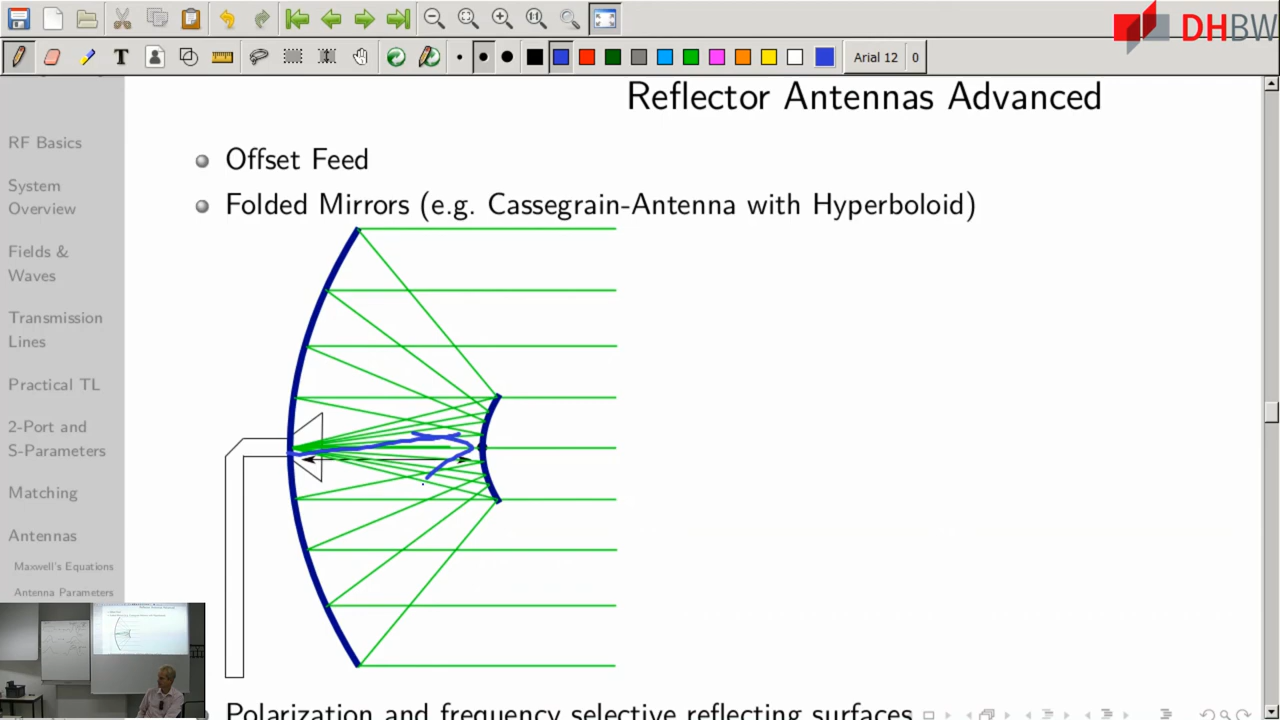 DHBW
Arial 12
0
Reflector Antennas Advanced
RF Basics
System
Overview
Fields &
Waves
Transmission
Lines
Practical TL
2-Port and
S-Parameters
Matching
Antennas
Maxwell's Equations
Antenna Parameters
Offset Feed
Folded Mirrors (e.g. Cassegrain-Antenna with Hyperboloid)
Polarization and frequency selective reflecting surfaces